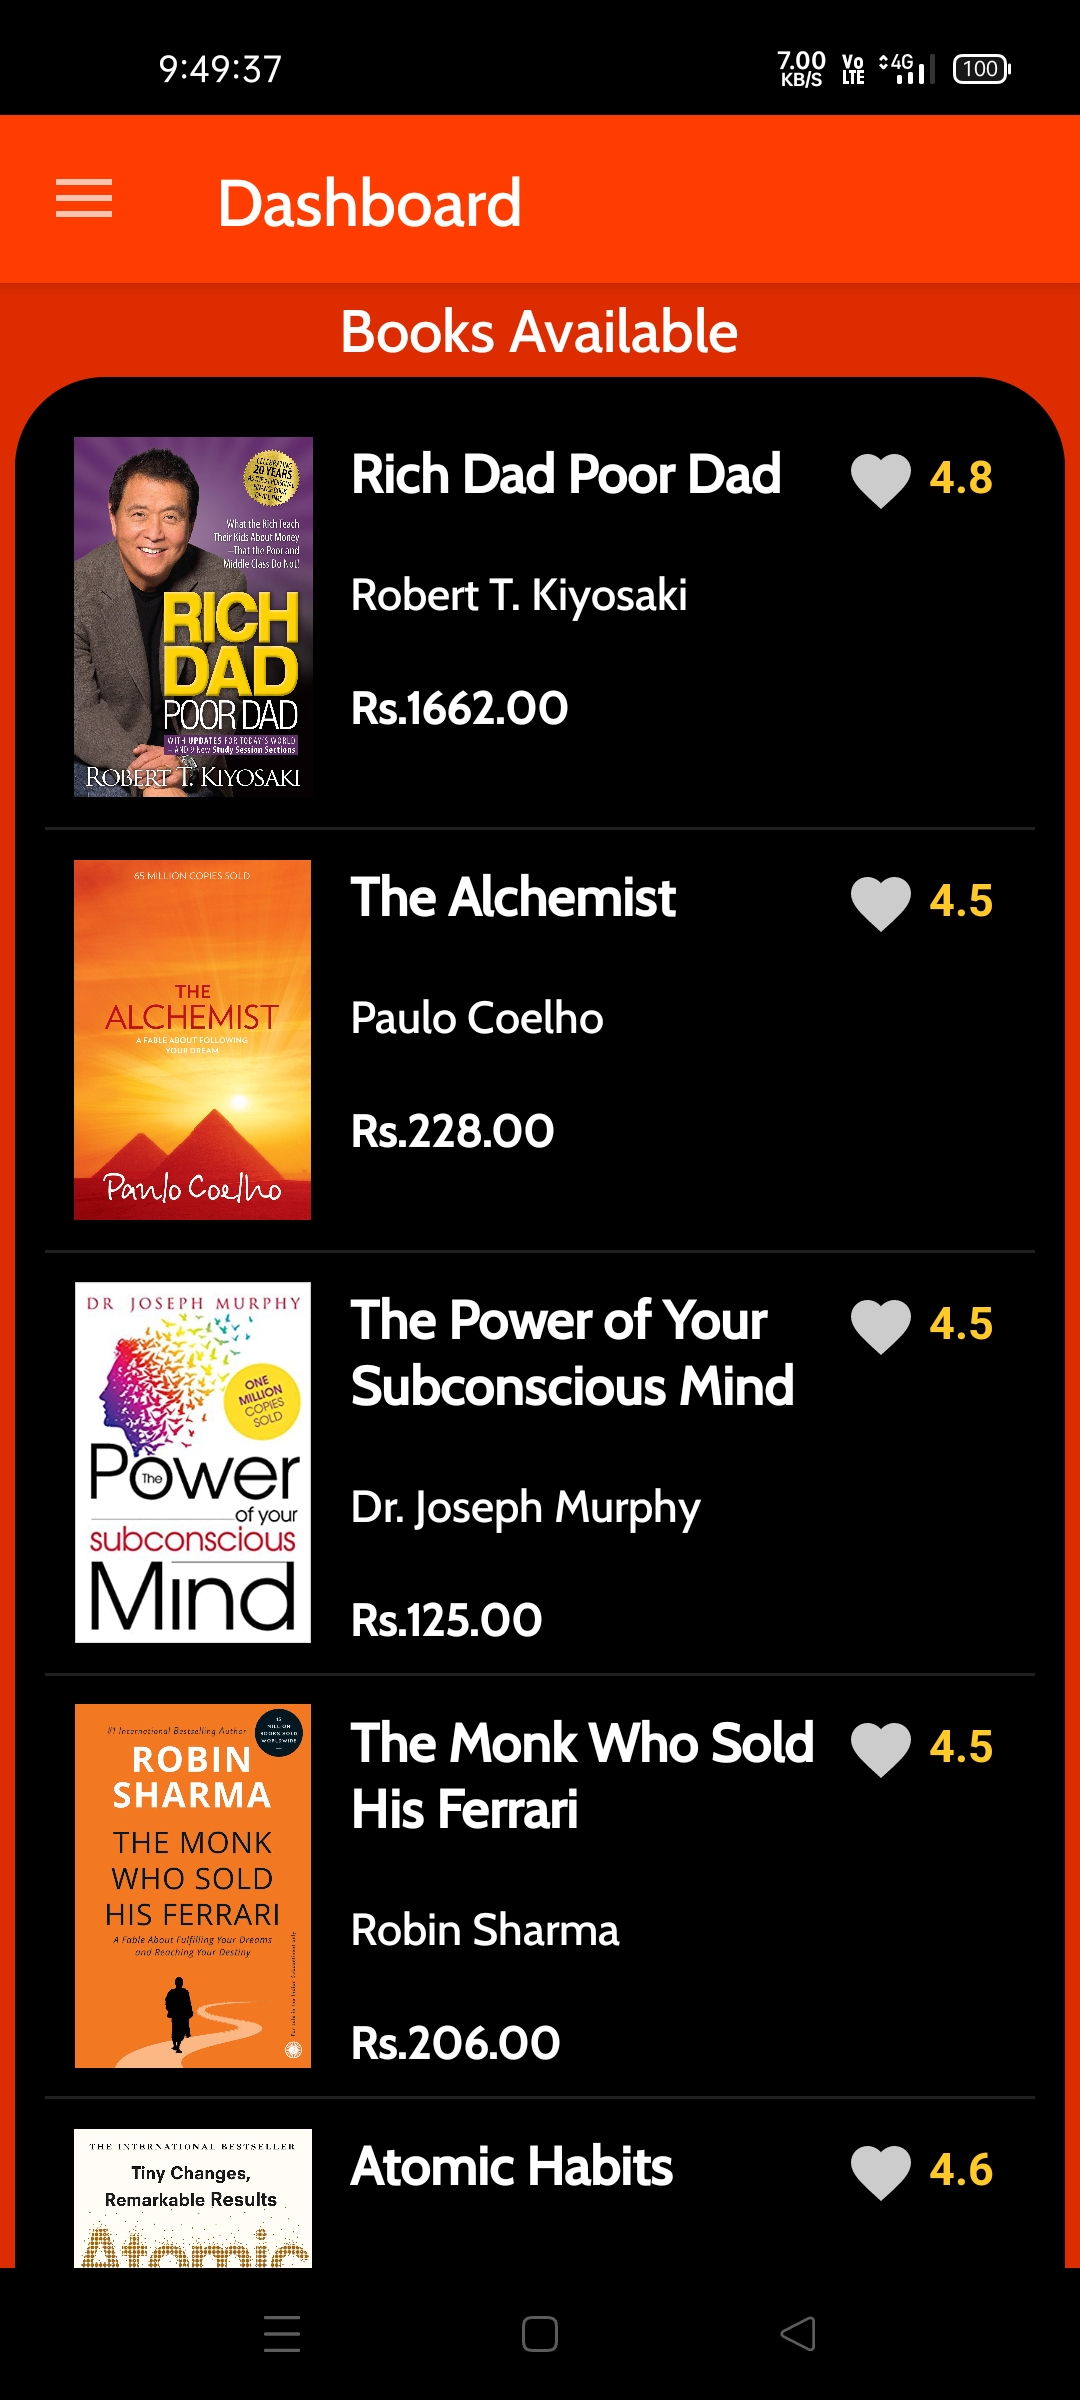 9:49:37
7.00 KB/S Vo LTE 4G 100
Dashboard
Books Available
CELEBRATING
20 YEARS
What the Rich Teach
Their Kids About Money
–That the Poor and
Middle Class Do Not!
RICH
DAD
POOR DAD
WITH UPDATES FOR TODAY'S WORLD
– AND 9 New Study Session Sections
ROBERT T. KIYOSAKI
Rich Dad Poor Dad
4.8
Robert T. Kiyosaki
Rs.1662.00
65 MILLION COPIES SOLD
THE
ALCHEMIST
A FABLE ABOUT FOLLOWING
YOUR DREAM
Paulo Coelho
The Alchemist
4.5
Paulo Coelho
Rs.228.00
DR JOSEPH MURPHY
ONE
MILLION
COPIES
SOLD
The Power
of your
subconscious
Mind
The Power of Your
Subconscious Mind
4.5
Dr. Joseph Murphy
Rs.125.00
#1 International Bestselling Author
15
MILLION
BOOKS SOLD
WORLDWIDE
ROBIN
SHARMA
THE MONK
WHO SOLD
HIS FERRARI
A Fable About Fulfilling Your Dreams
and Reaching Your Destiny
The Monk Who Sold
His Ferrari
4.5
Robin Sharma
Rs.206.00
THE INTERNATIONAL BESTSELLER
Tiny Changes,
Remarkable Results
Atomic
Atomic Habits
4.6